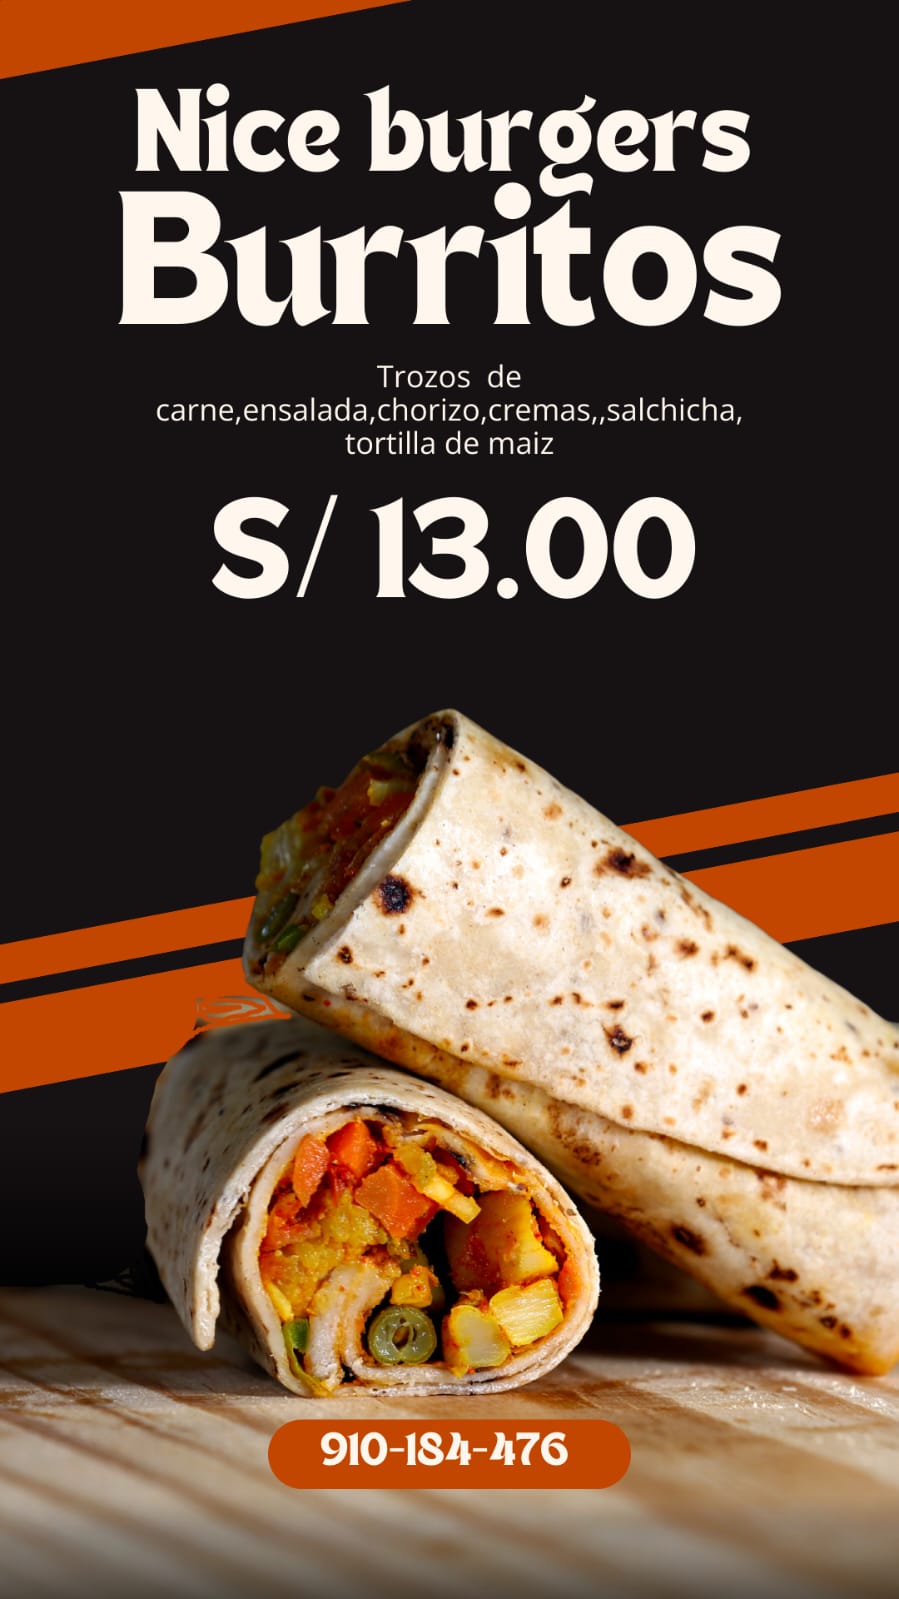 Nice burgers
Burritos
Trozos  de
carne,ensalada,chorizo,cremas,,salchicha,
tortilla de maiz
S/ 13.00
910-184-476